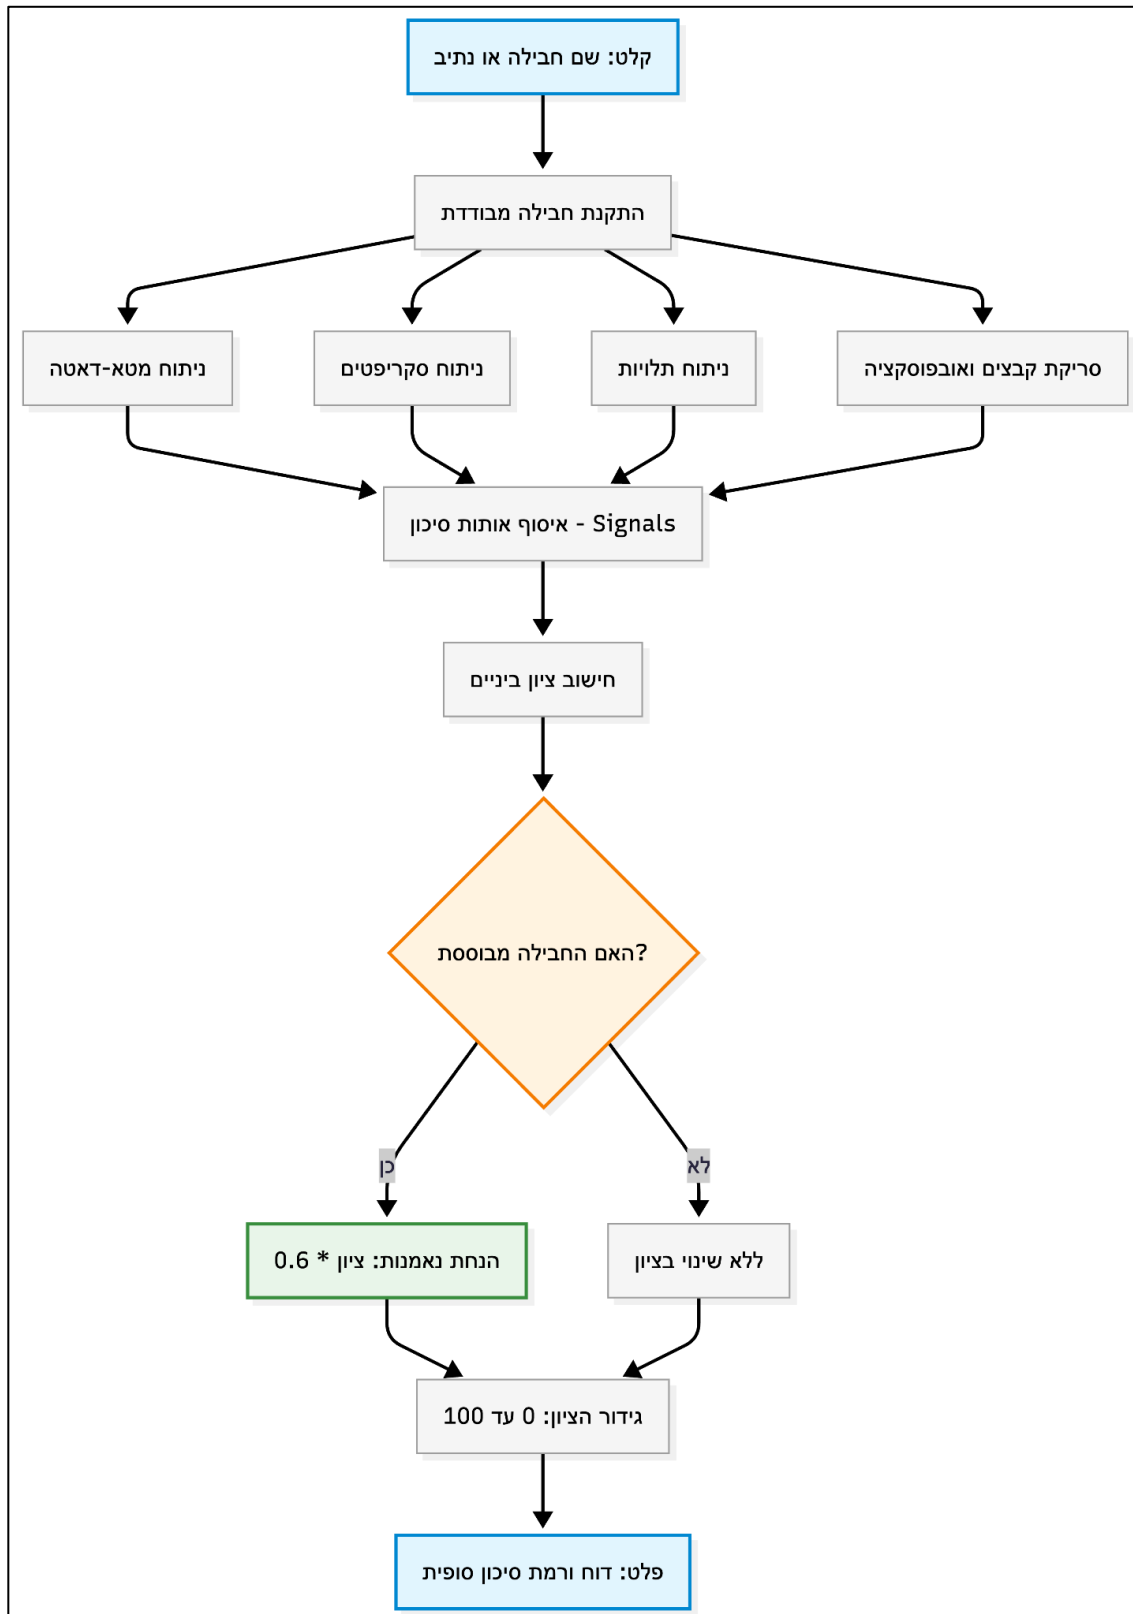 קלט: שם חבילה או נתיב
התקנת חבילה מבודדת
סריקת קבצים ואובפוסקציה
ניתוח תלויות
ניתוח סקריפטים
ניתוח מטא-דאטה
איסוף אותות סיכון - Signals
חישוב ציון ביניים
האם החבילה מבוססת?
כן
לא
הנחת נאמנות: ציון * 0.6
ללא שינוי בציון
גידור הציון: 0 עד 100
פלט: דוח ורמת סיכון סופית